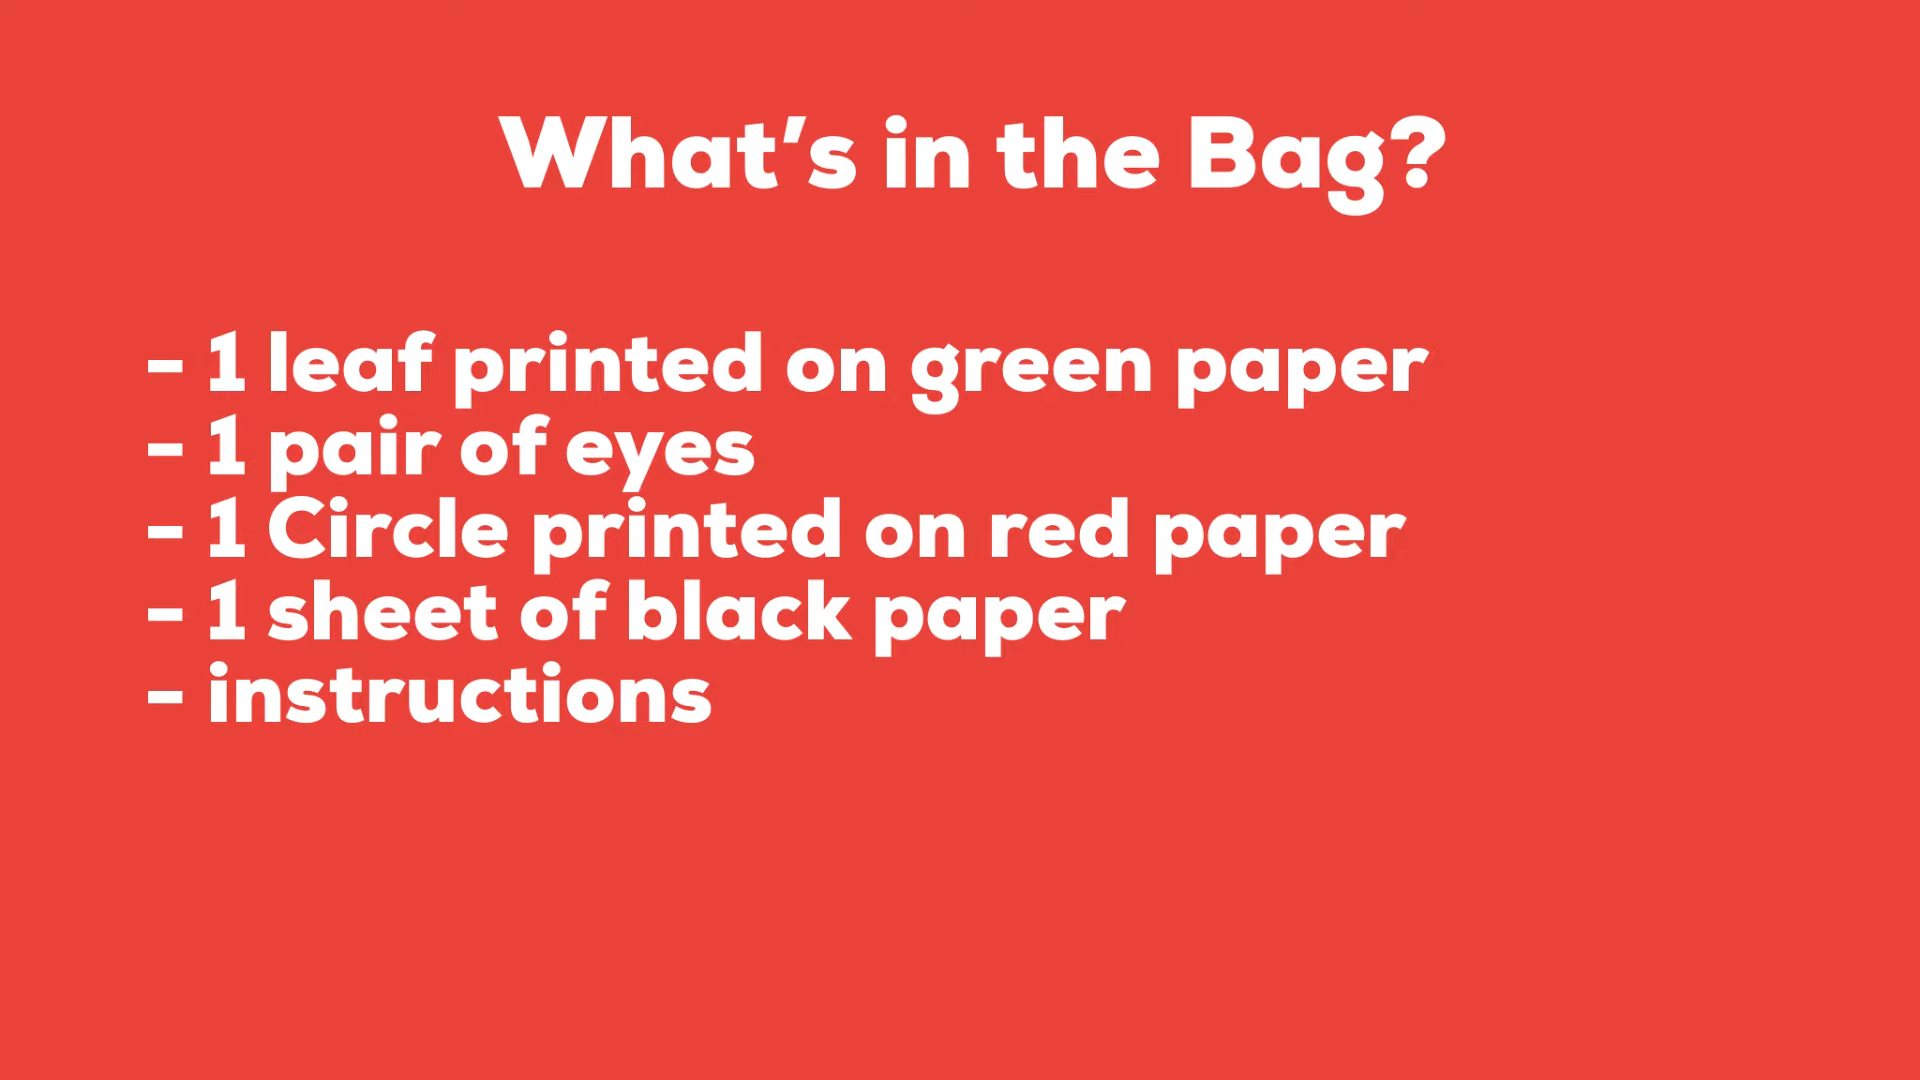 What's in the Bag?
- 1 leaf printed on green paper
- 1 pair of eyes
- 1 Circle printed on red paper
- 1 sheet of black paper
- instructions